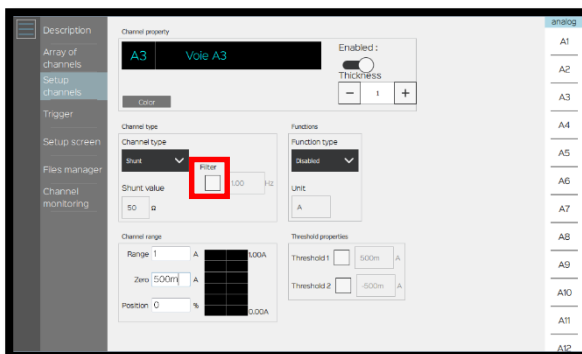 Description
Array of
channels
Setup
channels
Trigger
Setup screen
Files manager
Channel
monitoring
Channel property
A3 Voie A3
Color
Enabled :
Thickness
− 1 +
Channel type
Channel type
Shunt
Filter
1.00 Hz
Shunt value
50 Ω
Functions
Function type
Disabled
Unit
A
Channel range
Range 1 A
Zero 500m A
Position 0 %
1.00A
0.00A
Threshold properties
Threshold 1 500m A
Threshold 2 -500m A
analog
A1
A2
A3
A4
A5
A6
A7
A8
A9
A10
A11
A12